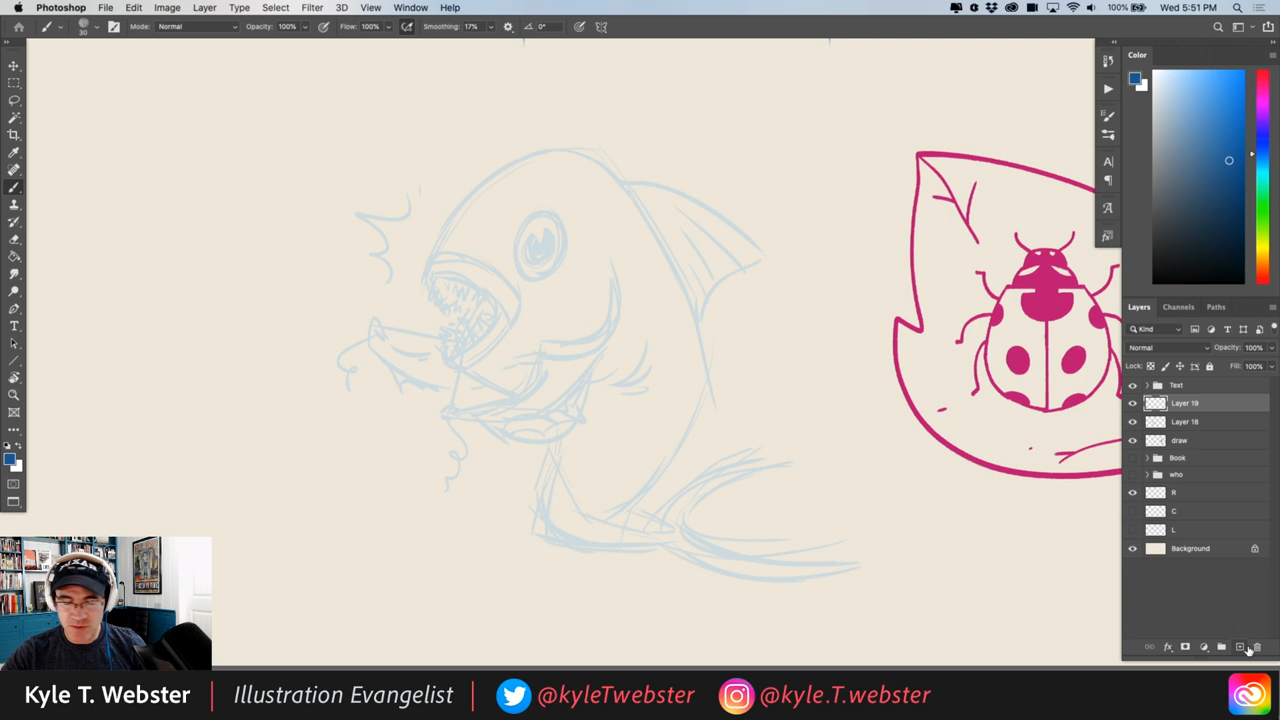 Photoshop File Edit Image Layer Type Select Filter 3D View Window Help 100% Wed 5:51 PM
30 Mode: Normal Opacity: 100% Flow: 100% Smoothing: 17% 0°
Color
Layers Channels Paths
Kind
Normal Opacity: 100%
Lock: Fill: 100%
Text
Layer 19
Layer 18
draw
Book
who
R
C
L
Background
Kyle T. Webster | Illustration Evangelist @kyleTwebster @kyle.T.webster